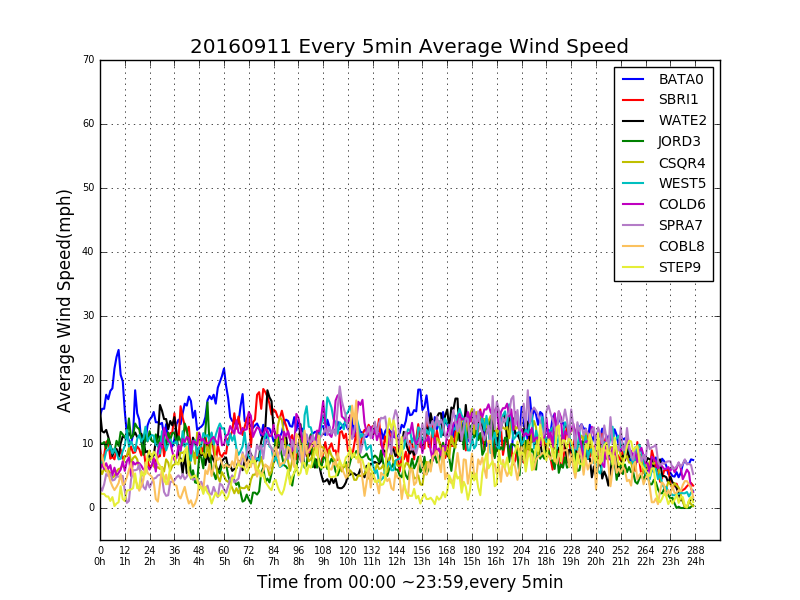 20160911 Every 5min Average Wind Speed
70
60
50
40
30
20
10
0
Average Wind Speed(mph)
BATA0
SBRI1
WATE2
JORD3
CSQR4
WEST5
COLD6
SPRA7
COBL8
STEP9
0 12 24 36 48 60 72 84 96 108 120 132 144 156 168 180 192 204 216 228 240 252 264 276 288
0h 1h 2h 3h 4h 5h 6h 7h 8h 9h 10h 11h 12h 13h 14h 15h 16h 17h 18h 19h 20h 21h 22h 23h 24h
Time from 00:00 ~23:59,every 5min